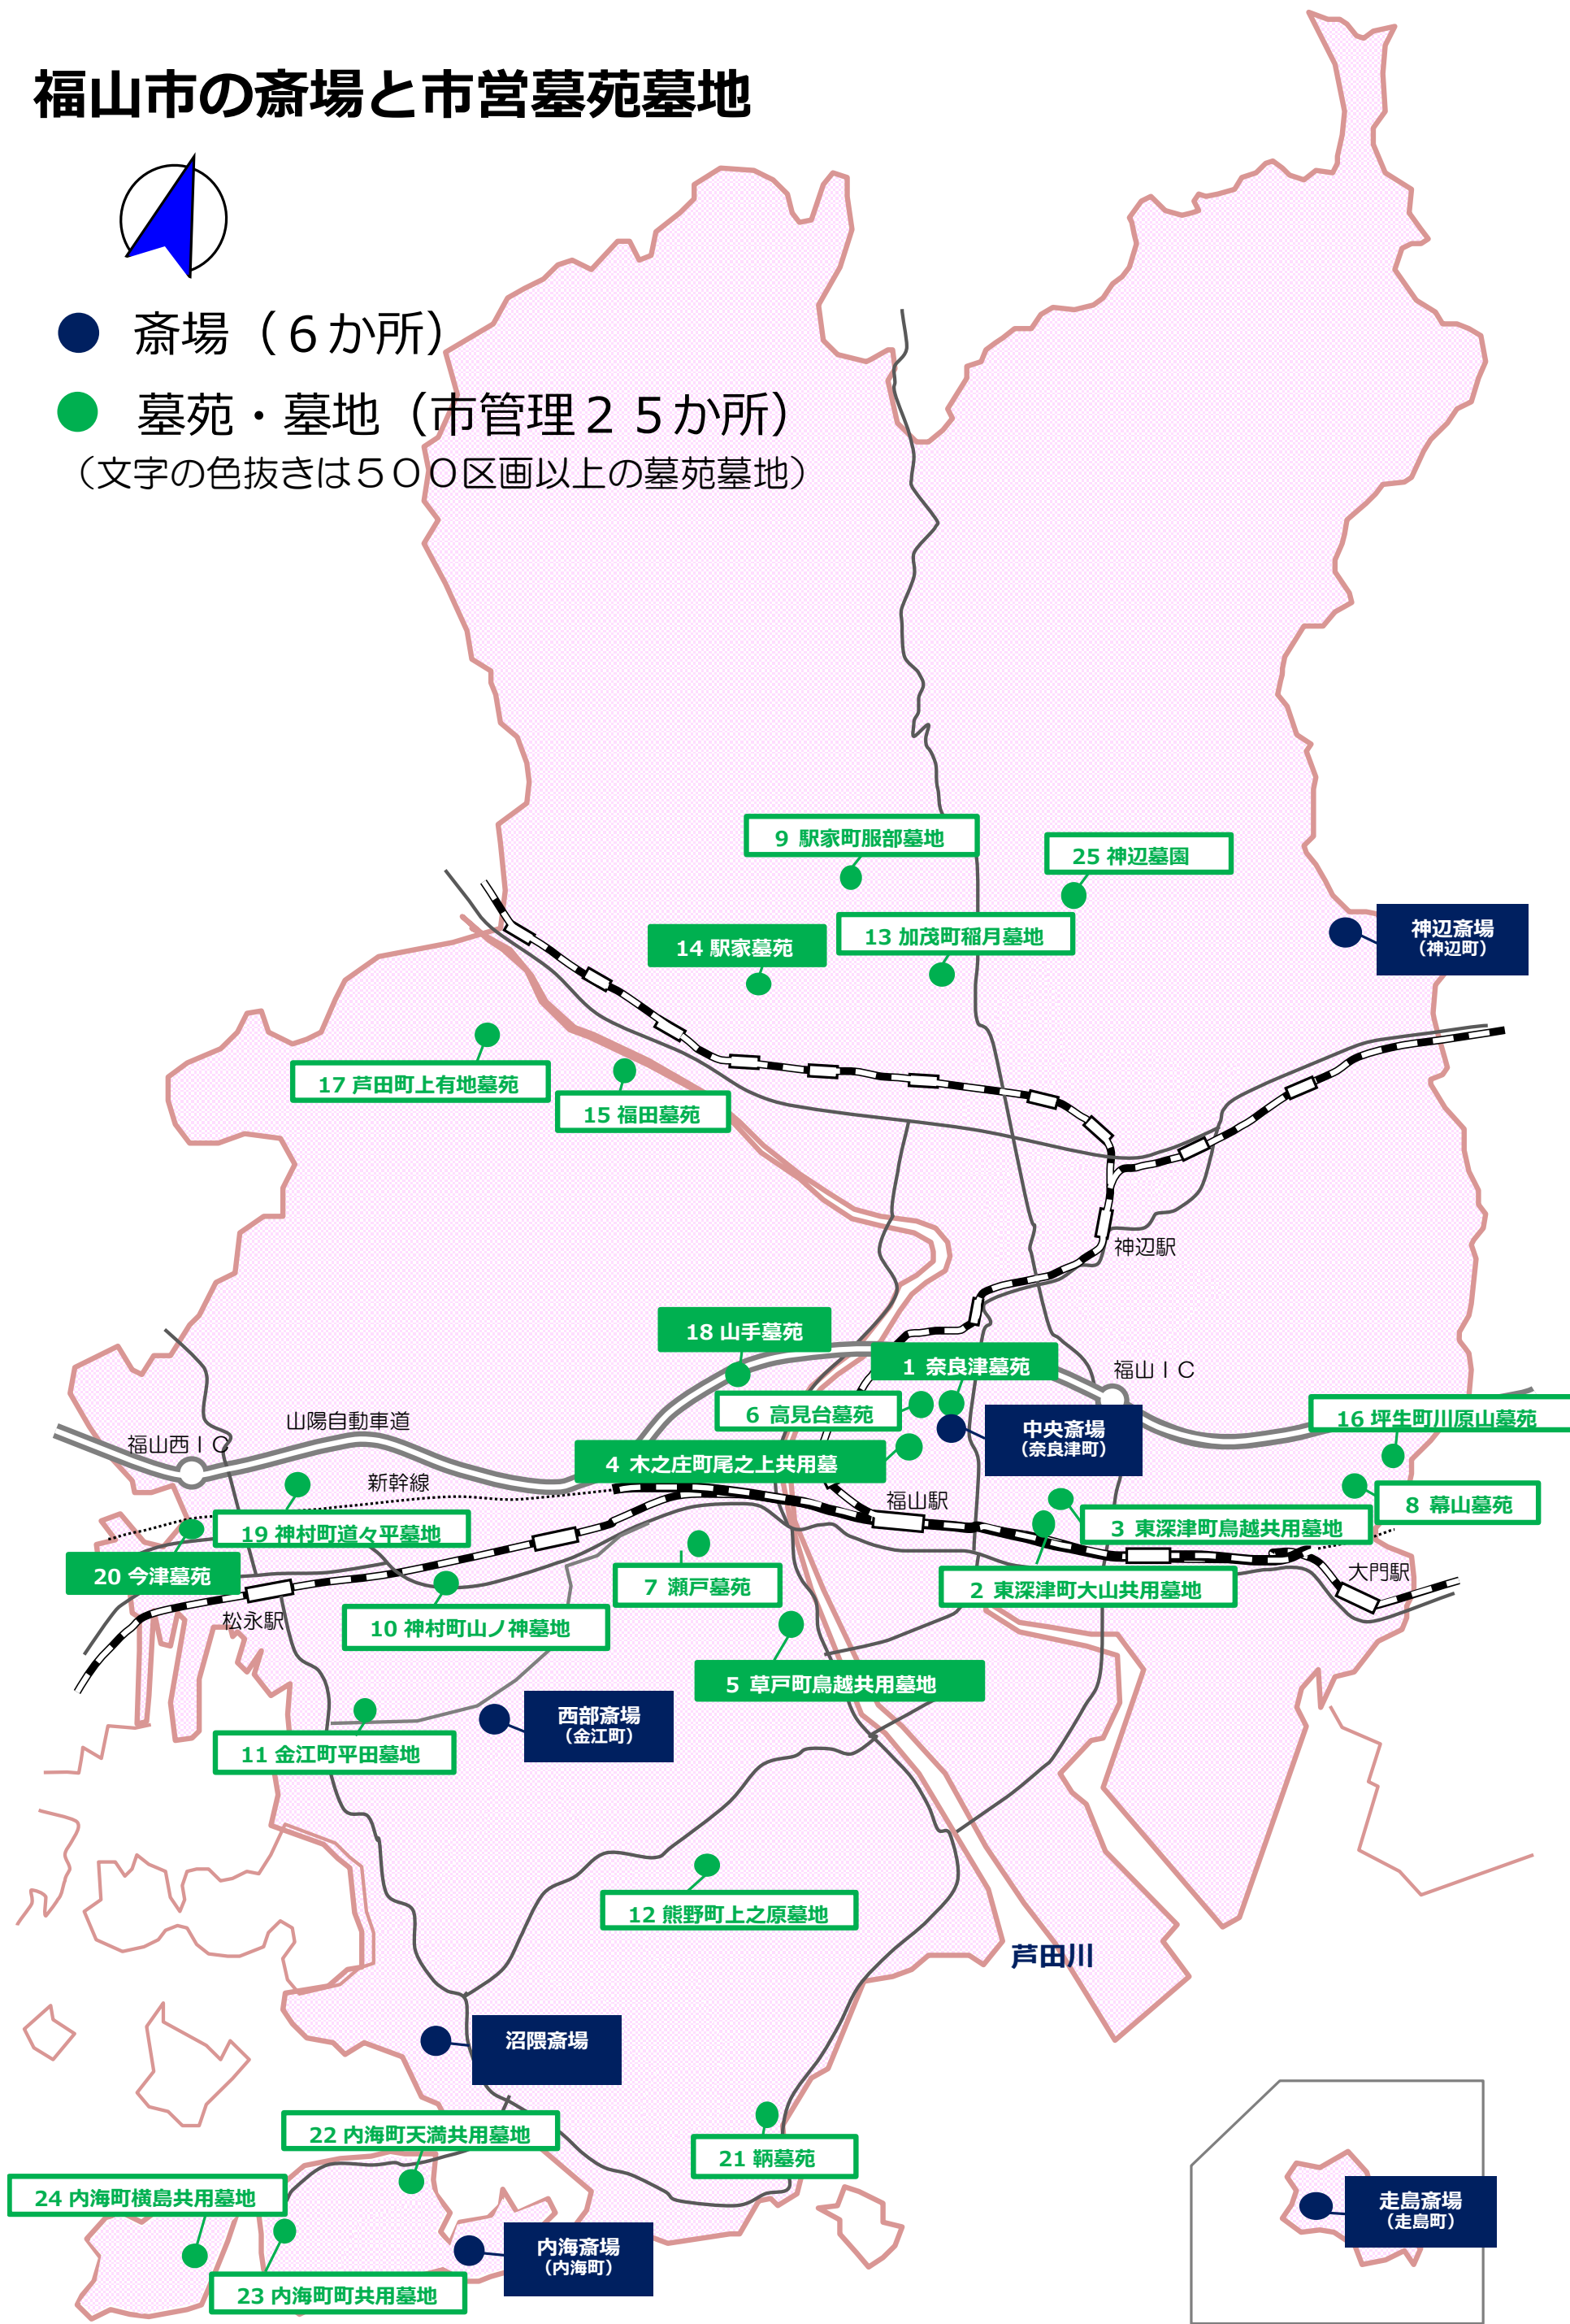 福山市の斎場と市営墓苑墓地
斎場（６か所）
墓苑・墓地（市管理２５か所）
（文字の色抜きは５００区画以上の墓苑墓地）
9 駅家町服部墓地
25 神辺墓園
神辺斎場
（神辺町）
13 加茂町稲月墓地
14 駅家墓苑
17 芦田町上有地墓苑
15 福田墓苑
神辺駅
18 山手墓苑
1 奈良津墓苑
福山ＩＣ
6 高見台墓苑
中央斎場
（奈良津町）
16 坪生町川原山墓苑
山陽自動車道
福山西ＩＣ
4 木之庄町尾之上共用墓
新幹線
福山駅
8 幕山墓苑
19 神村町道々平墓地
3 東深津町鳥越共用墓地
20 今津墓苑
大門駅
7 瀬戸墓苑
2 東深津町大山共用墓地
松永駅
10 神村町山ノ神墓地
5 草戸町鳥越共用墓地
西部斎場
（金江町）
11 金江町平田墓地
12 熊野町上之原墓地
芦田川
沼隈斎場
22 内海町天満共用墓地
21 鞆墓苑
24 内海町横島共用墓地
走島斎場
（走島町）
内海斎場
（内海町）
23 内海町町共用墓地